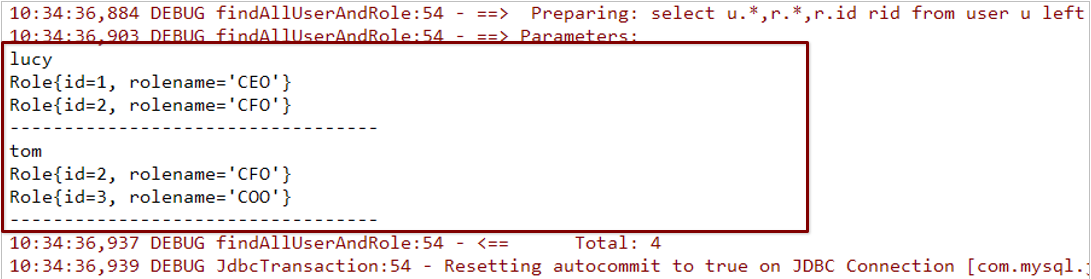 10:34:36,884 DEBUG findAllUserAndRole:54 - ==>  Preparing: select u.*,r.*,r.id rid from user u left
10:34:36,903 DEBUG findAllUserAndRole:54 - ==> Parameters:
lucy
Role{id=1, rolename='CEO'}
Role{id=2, rolename='CFO'}
---------------------------------
tom
Role{id=2, rolename='CFO'}
Role{id=3, rolename='COO'}
---------------------------------
10:34:36,937 DEBUG findAllUserAndRole:54 - <==      Total: 4
10:34:36,939 DEBUG JdbcTransaction:54 - Resetting autocommit to true on JDBC Connection [com.mysql.